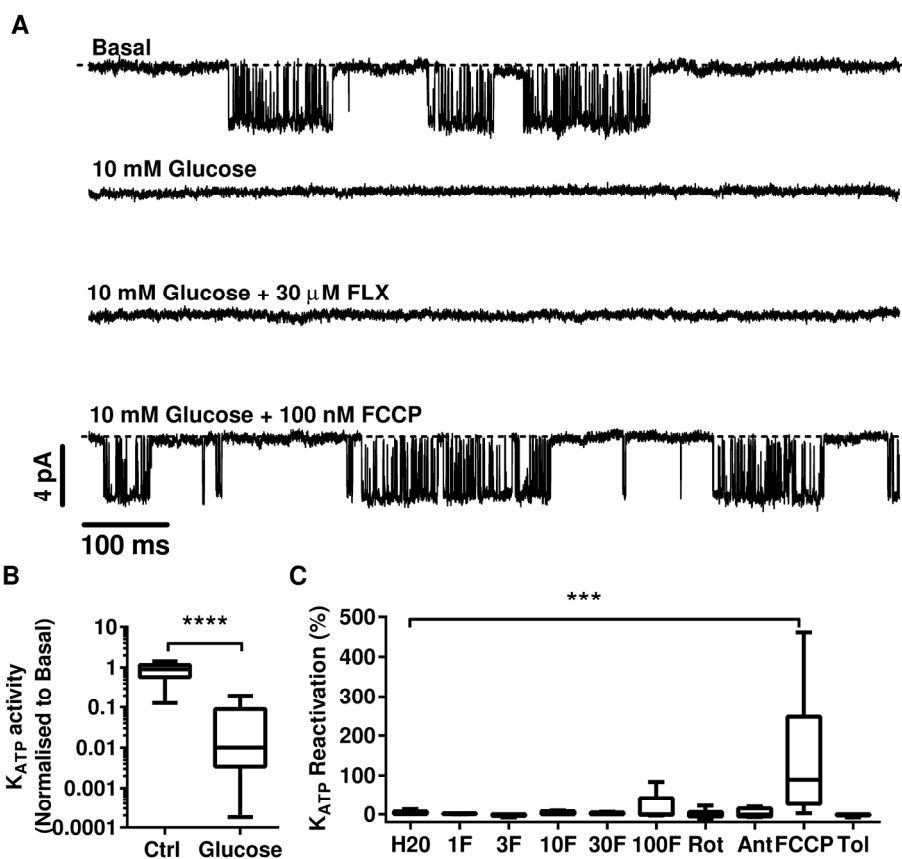 A
Basal
10 mM Glucose
10 mM Glucose + 30 μM FLX
10 mM Glucose + 100 nM FCCP
4 pA
100 ms
B
C
KATP activity
(Normalised to Basal)
10
1
0.1
0.01
0.001
0.0001
****
Ctrl Glucose
KATP Reactivation (%)
500
400
300
200
100
0
***
H20 1F 3F 10F 30F 100F Rot Ant FCCP Tol